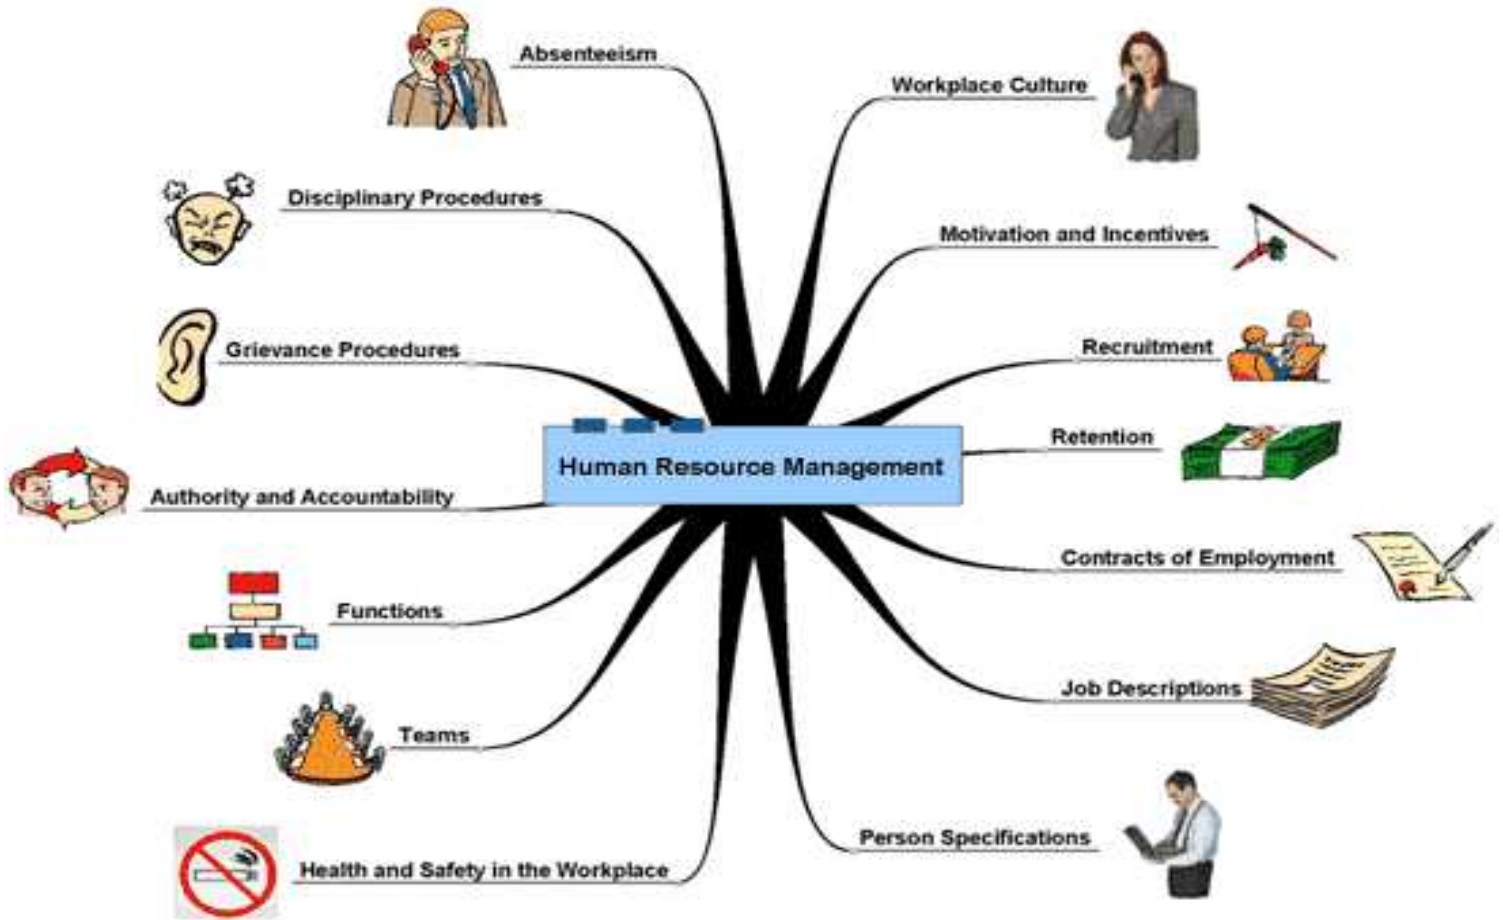 Absenteeism
Workplace Culture
Disciplinary Procedures
Motivation and Incentives
Grievance Procedures
Recruitment
Retention
Human Resource Management
Authority and Accountability
Contracts of Employment
Functions
Job Descriptions
Teams
Person Specifications
Health and Safety in the Workplace